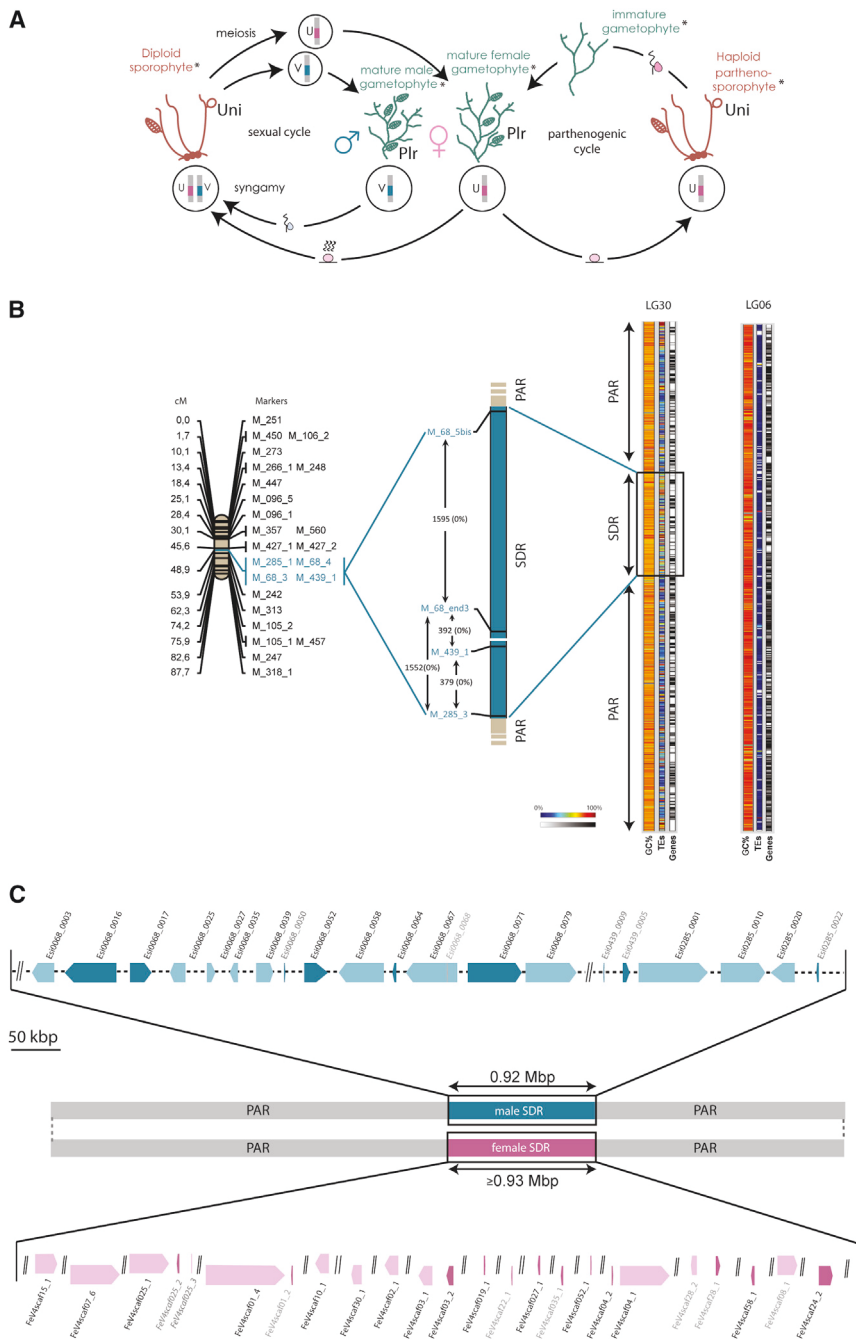 A
meiosis
U
V
Diploid
sporophyte*
Uni
sexual cycle
mature male
gametophyte*
Plr
♂
♀
mature female
gametophyte*
Plr
immature
gametophyte*
parthenogenic
cycle
Haploid
partheno-
sporophyte*
Uni
U V
syngamy
V
U
U
B
cM Markers
0,0 M_251
1,7 M_450 M_106_2
10,1 M_273
13,4 M_266_1 M_248
18,4 M_447
25,1 M_096_5
28,4 M_096_1
30,1 M_357 M_560
45,6 M_427_1 M_427_2
48,9 M_285_1 M_68_4
M_68_3 M_439_1
53,9 M_242
62,3 M_313
74,2 M_105_2
75,9 M_105_1 M_457
82,6 M_247
87,7 M_318_1
M_68_5bis
1595 (0%)
M_68_end3
392 (0%)
M_439_1
1552(0%)
379 (0%)
M_285_3
PAR
SDR
PAR
LG30 LG06
PAR
SDR
PAR
0% 100%
GC%
TEs
Genes
GC%
TEs
Genes
C
Esi0068_0003
Esi0068_0016
Esi0068_0017
Esi0068_0025
Esi0068_0027
Esi0068_0035
Esi0068_0039
Esi0068_0050
Esi0068_0052
Esi0068_0058
Esi0068_0064
Esi0068_0067
Esi0068_0068
Esi0068_0071
Esi0068_0079
Esi0439_0009
Esi0439_0005
Esi0285_0001
Esi0285_0010
Esi0285_0020
Esi0285_0022
50 kbp
0.92 Mbp
PAR male SDR PAR
PAR female SDR PAR
≥0.93 Mbp
FeV4scaf15_1
FeV4scaf07_6
FeV4scaf025_1
FeV4scaf025_2
FeV4scaf025_3
FeV4scaf01_4
FeV4scaf01_2
FeV4scaf10_1
FeV4scaf30_1
FeV4scaf02_1
FeV4scaf03_1
FeV4scaf03_2
FeV4scaf019_1
FeV4scaf22_1
FeV4scaf027_1
FeV4scaf035_1
FeV4scaf052_1
FeV4scaf04_2
FeV4scaf04_1
FeV4scaf28_2
FeV4scaf28_1
FeV4scaf58_1
FeV4scaf08_1
FeV4scaf24_2